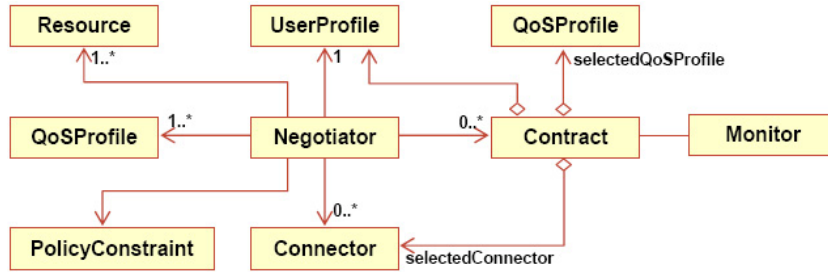 Resource
UserProfile
QoSProfile
1..*
1
selectedQoSProfile
1..*
0..*
QoSProfile
Negotiator
Contract
Monitor
0..*
PolicyConstraint
Connector
selectedConnector